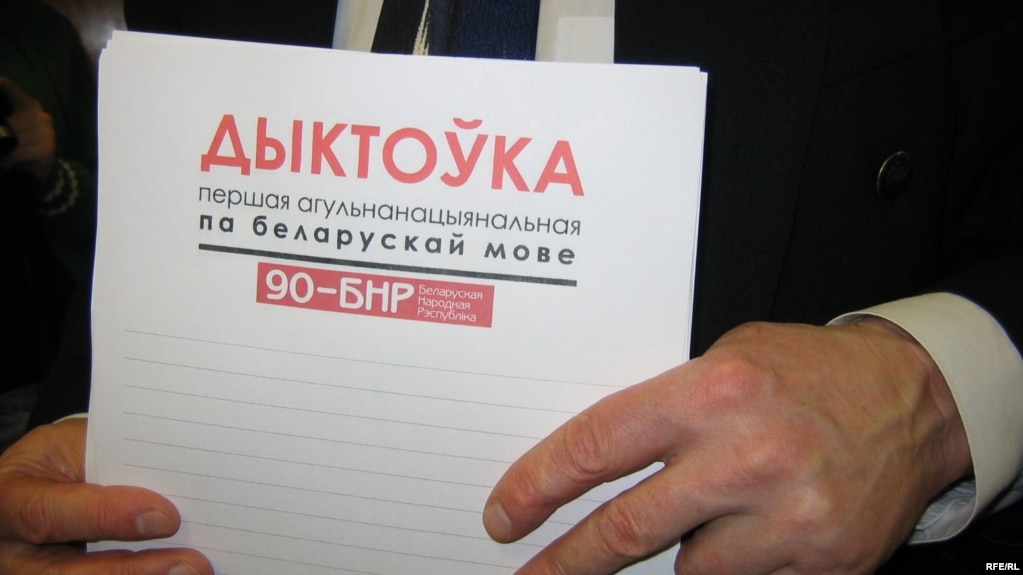 ДЫКТОЎКА
першая агульнанацыянальная
па беларускай мове
90-БНР
Беларуская
Народная
Рэспубліка
RFE/RL